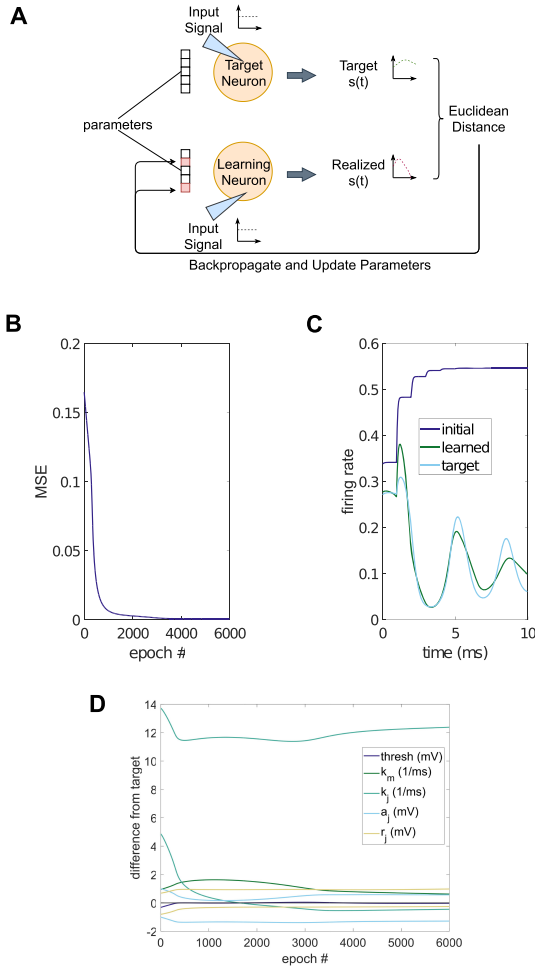 A
Input
Signal
Target
Neuron
Target
s(t)
parameters
Euclidean
Distance
Learning
Neuron
Realized
s(t)
Input
Signal
Backpropagate and Update Parameters
B
0.2
0.15
0.1
0.05
0
MSE
0 2000 4000 6000
epoch #
C
0.6
0.5
0.4
0.3
0.2
0.1
0
firing rate
initial
learned
target
0 5 10
time (ms)
D
14
12
10
8
6
4
2
0
-2
difference from target
thresh (mV)
k_m (1/ms)
k_j (1/ms)
a_j (mV)
r_j (mV)
0 1000 2000 3000 4000 5000 6000
epoch #